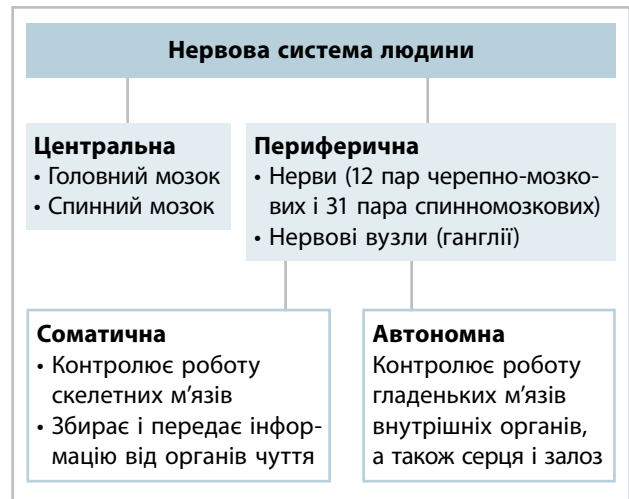 Нервова система людини
Центральна
• Головний мозок
• Спинний мозок
Периферична
• Нерви (12 пар черепно-мозко-
вих і 31 пара спинномозкових)
• Нервові вузли (ганглії)
Соматична
• Контролює роботу
скелетних м’язів
• Збирає і передає інфор-
мацію від органів чуття
Автономна
Контролює роботу
гладеньких м’язів
внутрішніх органів,
а також серця і залоз